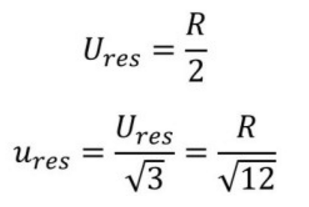 U_res = R/2
u_res = U_res/√3 = R/√12